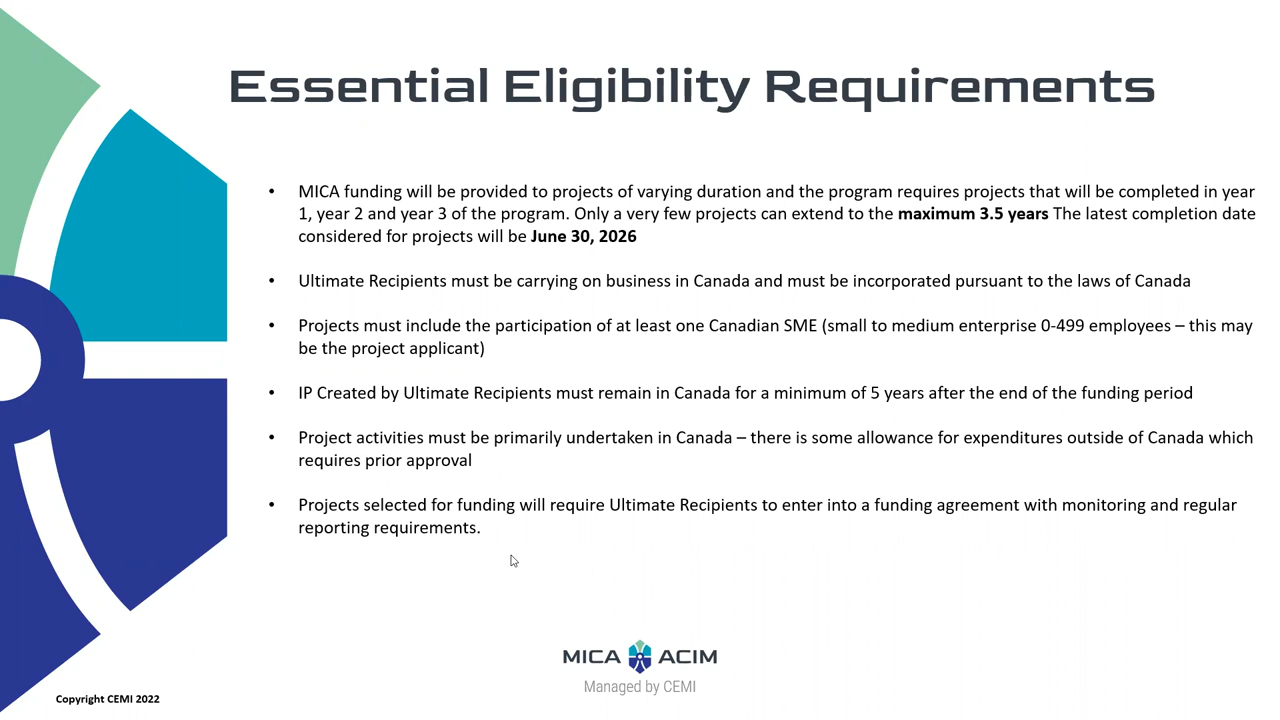 Essential Eligibility Requirements
• MICA funding will be provided to projects of varying duration and the program requires projects that will be completed in year
1, year 2 and year 3 of the program. Only a very few projects can extend to the maximum 3.5 years The latest completion date
considered for projects will be June 30, 2026
• Ultimate Recipients must be carrying on business in Canada and must be incorporated pursuant to the laws of Canada
• Projects must include the participation of at least one Canadian SME (small to medium enterprise 0-499 employees – this may
be the project applicant)
• IP Created by Ultimate Recipients must remain in Canada for a minimum of 5 years after the end of the funding period
• Project activities must be primarily undertaken in Canada – there is some allowance for expenditures outside of Canada which
requires prior approval
• Projects selected for funding will require Ultimate Recipients to enter into a funding agreement with monitoring and regular
reporting requirements.
MICA ACIM
Managed by CEMI
Copyright CEMI 2022